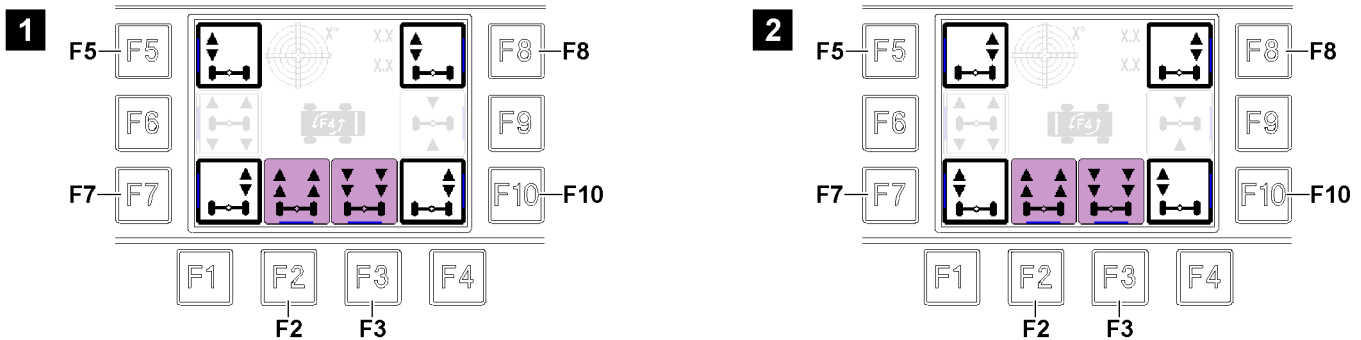 1
F5 F5 X° X.X F8 F8
X.X
F6 F4 F9
F7 F7 F10 F10
F1 F2 F3 F4
F2 F3
2
F5 F5 X° X.X F8 F8
X.X
F6 F4 F9
F7 F7 F10 F10
F1 F2 F3 F4
F2 F3